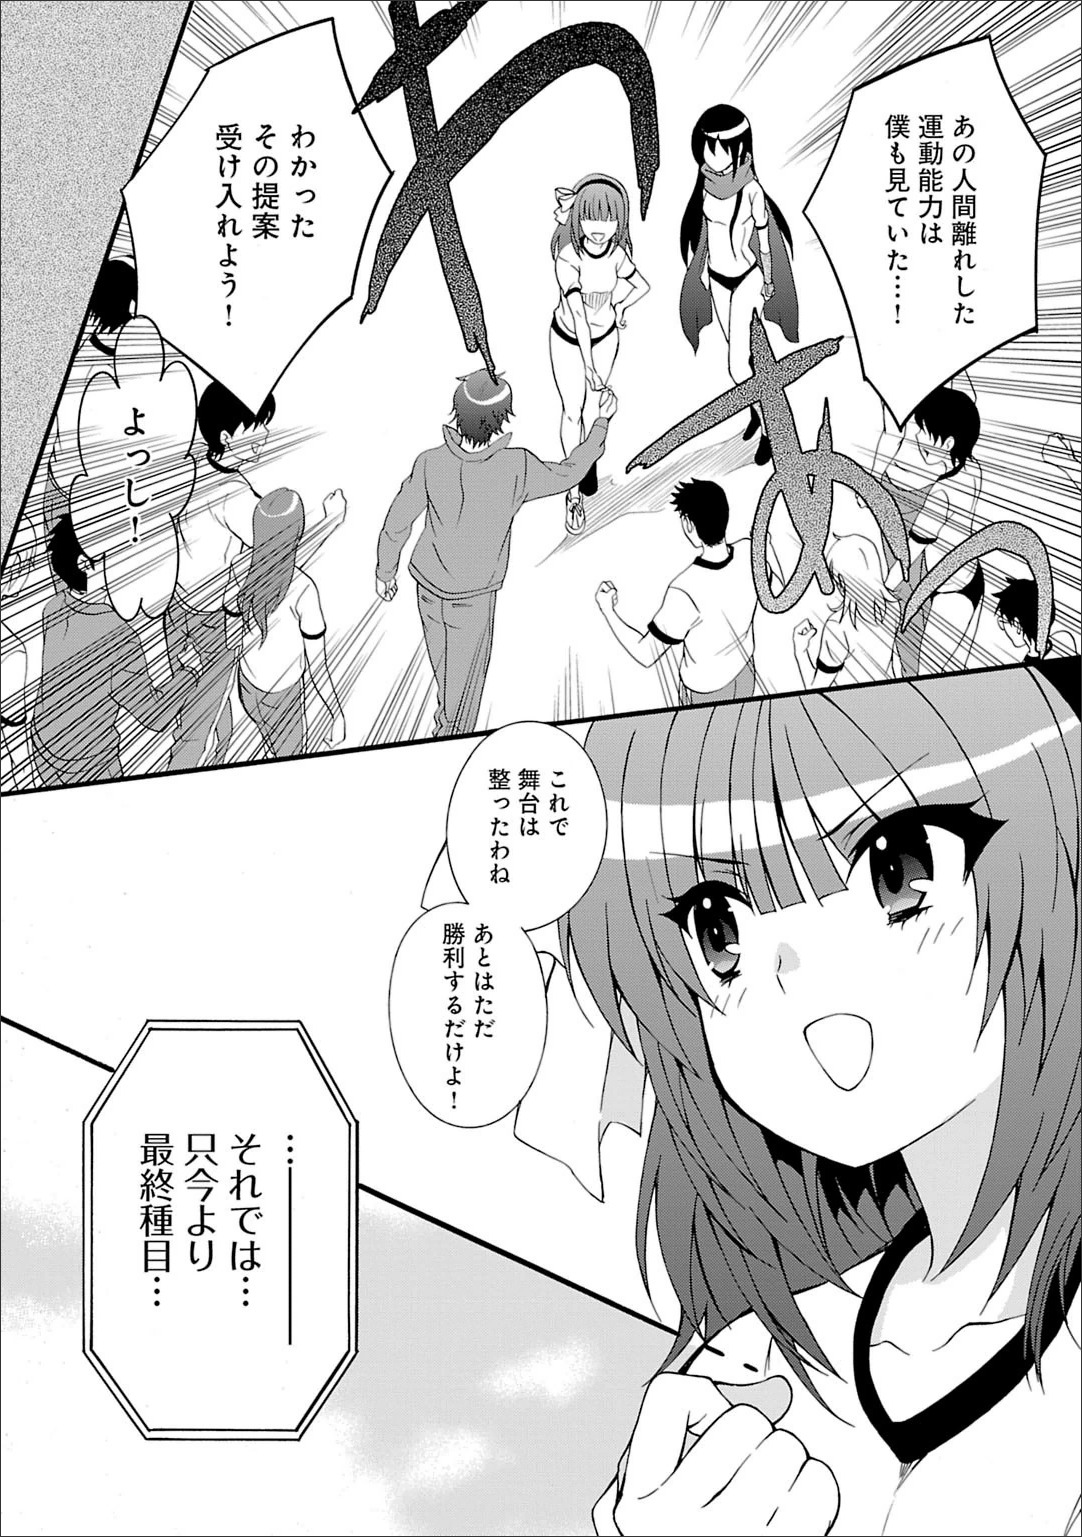 あの人間離れした
運動能力は
僕も見ていた…！
わかった
その提案
受け入れよう！
わあぁっ
よっし！
これで
舞台は
整ったわね
あとはただ
勝利するだけよ！
…━━━━
それでは…
只今より
最終種目…